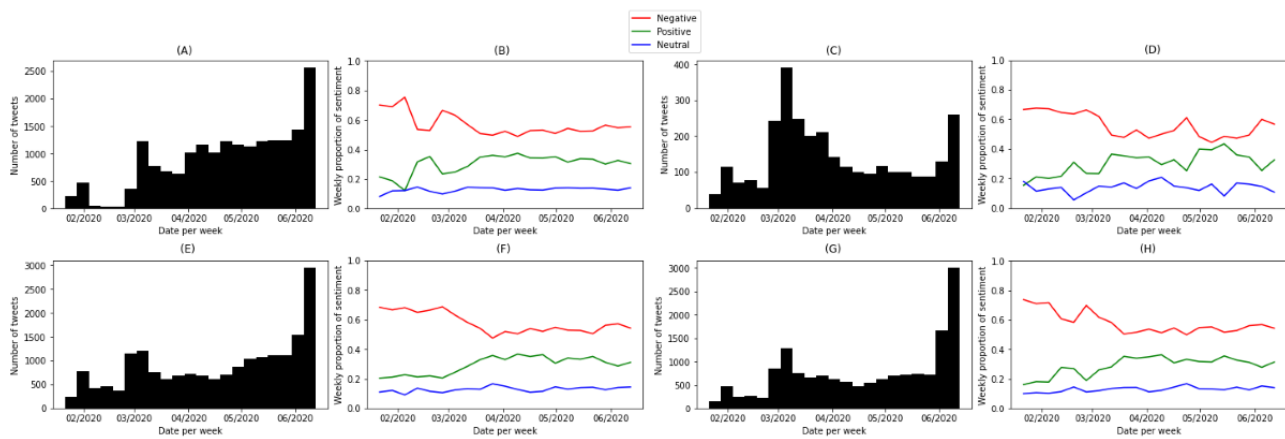 Negative
Positive
Neutral
(A)
Number of tweets
2500
2000
1500
1000
500
0
02/2020 03/2020 04/2020 05/2020 06/2020
Date per week
(B)
Weekly proportion of sentiment
1.0
0.8
0.6
0.4
0.2
0.0
02/2020 03/2020 04/2020 05/2020 06/2020
Date per week
(C)
Number of tweets
400
300
200
100
0
02/2020 03/2020 04/2020 05/2020 06/2020
Date per week
(D)
Weekly proportion of sentiment
1.0
0.8
0.6
0.4
0.2
0.0
02/2020 03/2020 04/2020 05/2020 06/2020
Date per week
(E)
Number of tweets
3000
2500
2000
1500
1000
500
0
02/2020 03/2020 04/2020 05/2020 06/2020
Date per week
(F)
Weekly proportion of sentiment
1.0
0.8
0.6
0.4
0.2
0.0
02/2020 03/2020 04/2020 05/2020 06/2020
Date per week
(G)
Number of tweets
3000
2500
2000
1500
1000
500
0
02/2020 03/2020 04/2020 05/2020 06/2020
Date per week
(H)
Weekly proportion of sentiment
1.0
0.8
0.6
0.4
0.2
0.0
02/2020 03/2020 04/2020 05/2020 06/2020
Date per week